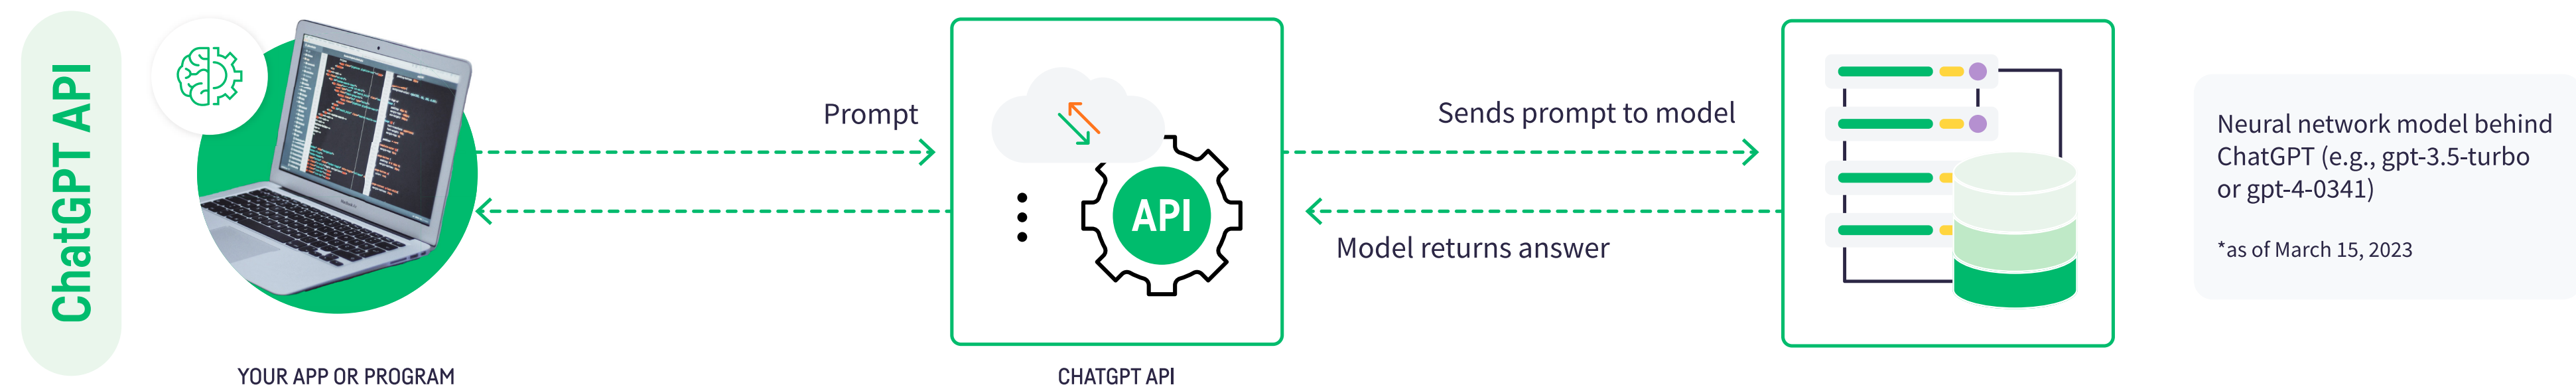 ChatGPT API
Prompt
Sends prompt to model
Model returns answer
API
Neural network model behind
ChatGPT (e.g., gpt-3.5-turbo
or gpt-4-0341)
*as of March 15, 2023
YOUR APP OR PROGRAM
CHATGPT API